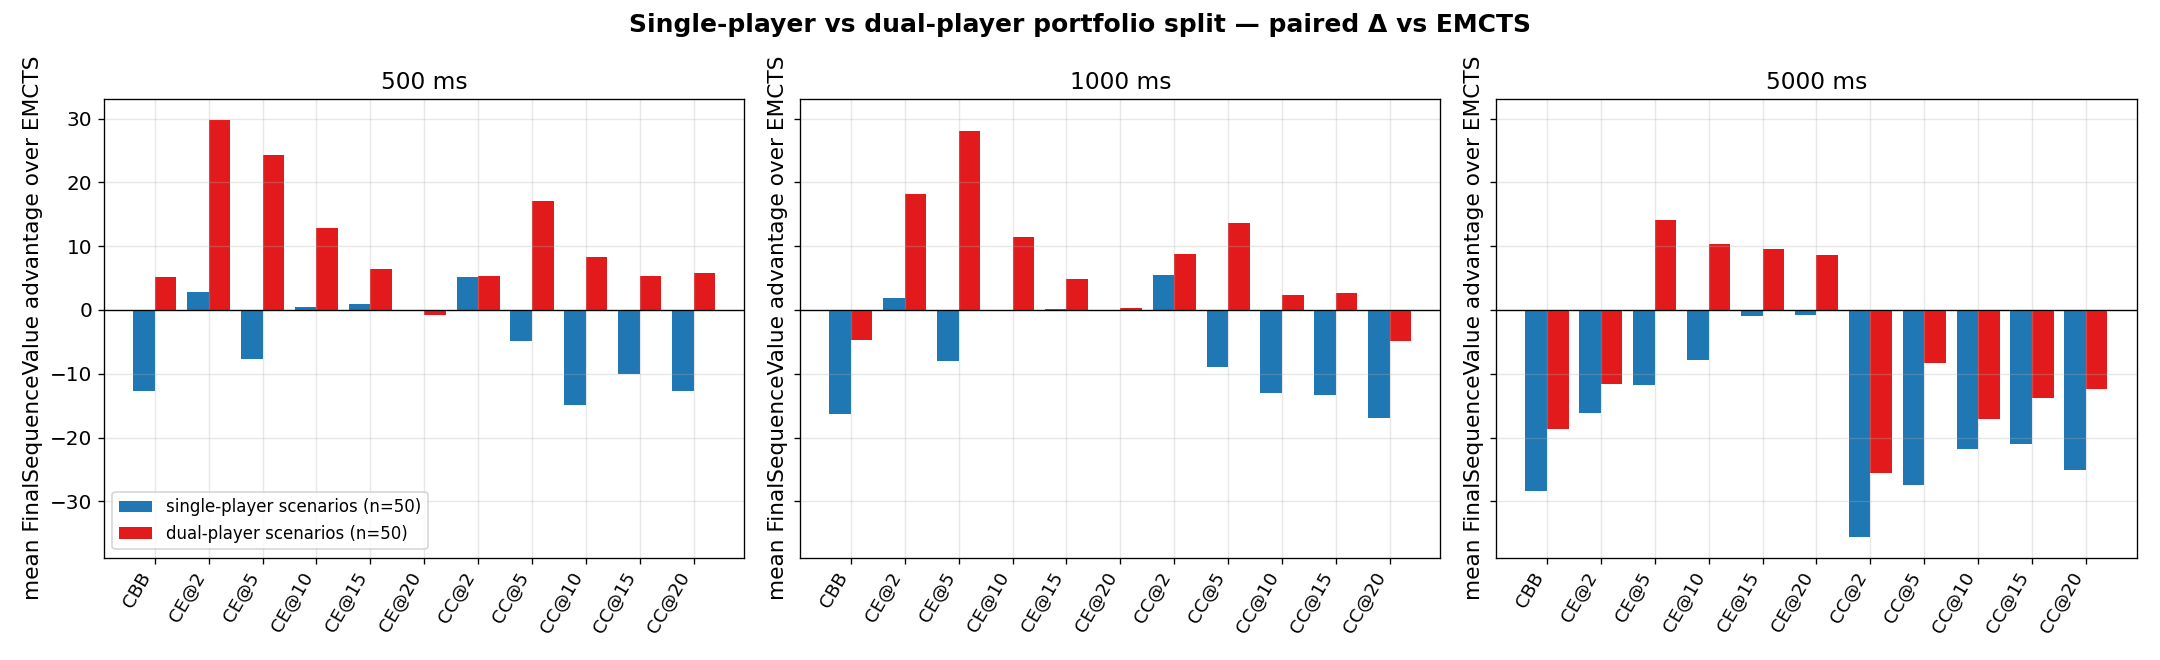 Single-player vs dual-player portfolio split — paired Δ vs EMCTS
500 ms
1000 ms
5000 ms
mean FinalSequenceValue advantage over EMCTS
30
20
10
0
−10
−20
−30
single-player scenarios (n=50)
dual-player scenarios (n=50)
CBB
CE@2
CE@5
CE@10
CE@15
CE@20
CC@2
CC@5
CC@10
CC@15
CC@20
mean FinalSequenceValue advantage over EMCTS
CBB
CE@2
CE@5
CE@10
CE@15
CE@20
CC@2
CC@5
CC@10
CC@15
CC@20
mean FinalSequenceValue advantage over EMCTS
CBB
CE@2
CE@5
CE@10
CE@15
CE@20
CC@2
CC@5
CC@10
CC@15
CC@20